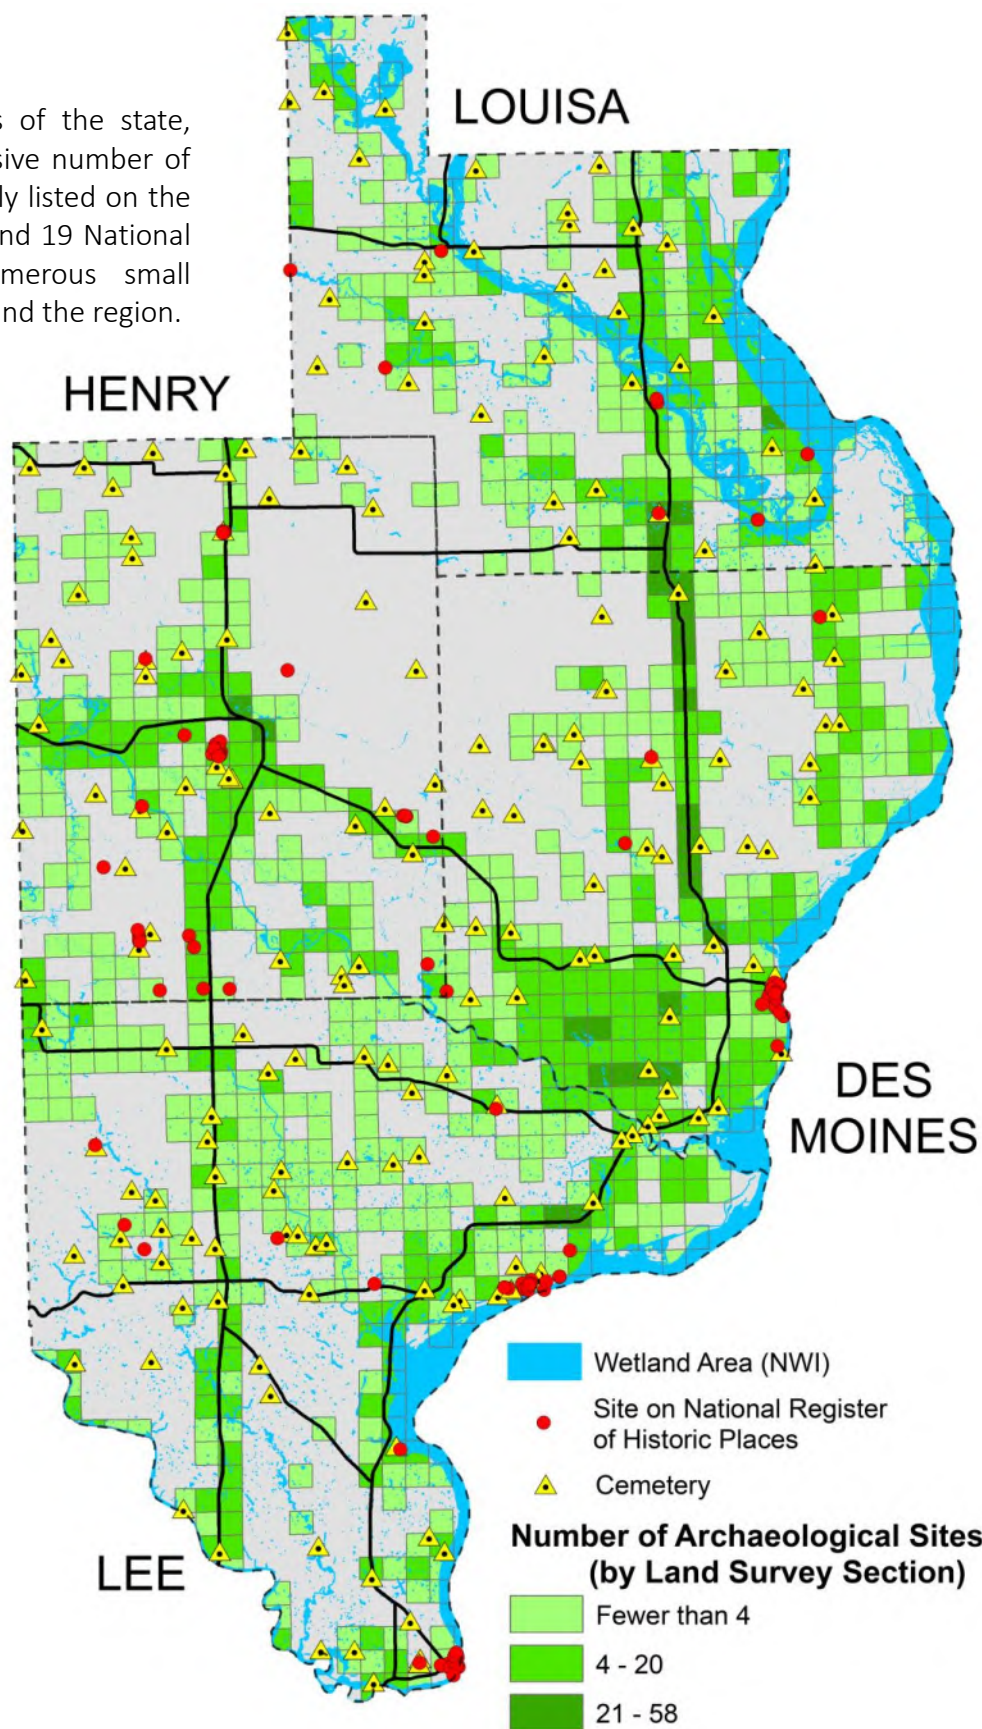 s of the state,
sive number of
ly listed on the
nd 19 National
merous small
nd the region.
LOUISA
HENRY
DES
MOINES
LEE
Wetland Area (NWI)
Site on National Register
of Historic Places
Cemetery
Number of Archaeological Sites
(by Land Survey Section)
Fewer than 4
4 - 20
21 - 58